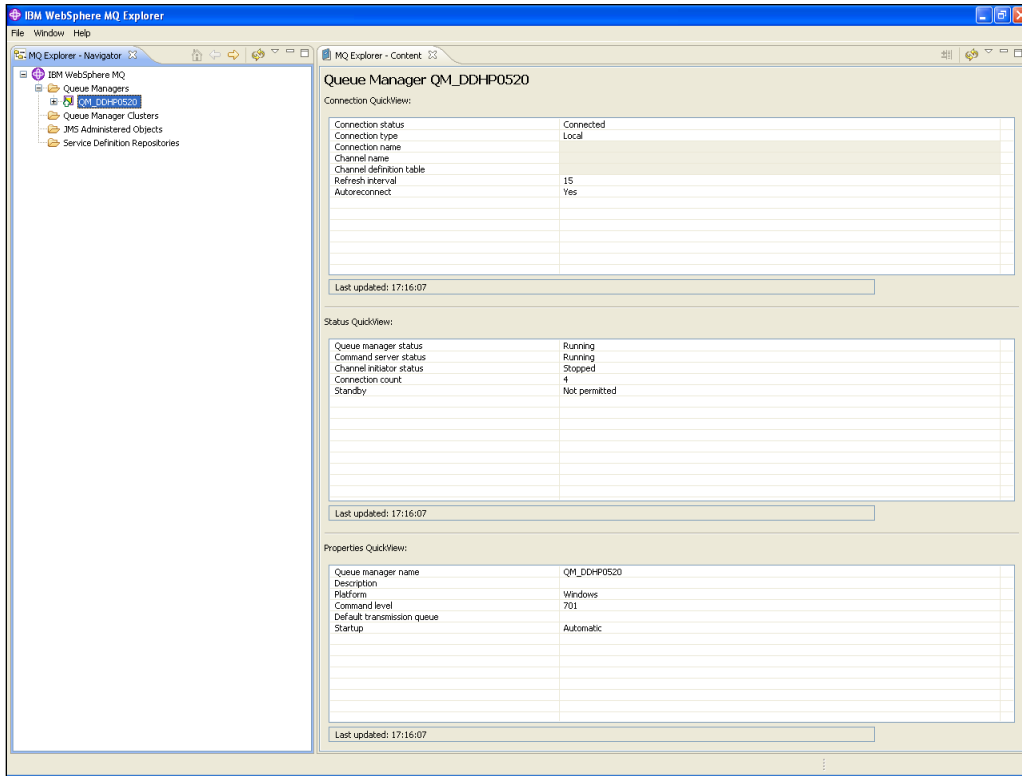 IBM WebSphere MQ Explorer
File Window Help
MQ Explorer - Navigator
IBM WebSphere MQ
Queue Managers
QM_DDHP0520
Queue Manager Clusters
JMS Administered Objects
Service Definition Repositories
MQ Explorer - Content
Queue Manager QM_DDHP0520
Connection QuickView:
Connection status Connected
Connection type Local
Connection name
Channel name
Channel definition table
Refresh interval 15
Autoreconnect Yes
Last updated: 17:16:07
Status QuickView:
Queue manager status Running
Command server status Running
Channel initiator status Stopped
Connection count 4
Standby Not permitted
Last updated: 17:16:07
Properties QuickView:
Queue manager name QM_DDHP0520
Description
Platform Windows
Command level 701
Default transmission queue
Startup Automatic
Last updated: 17:16:07